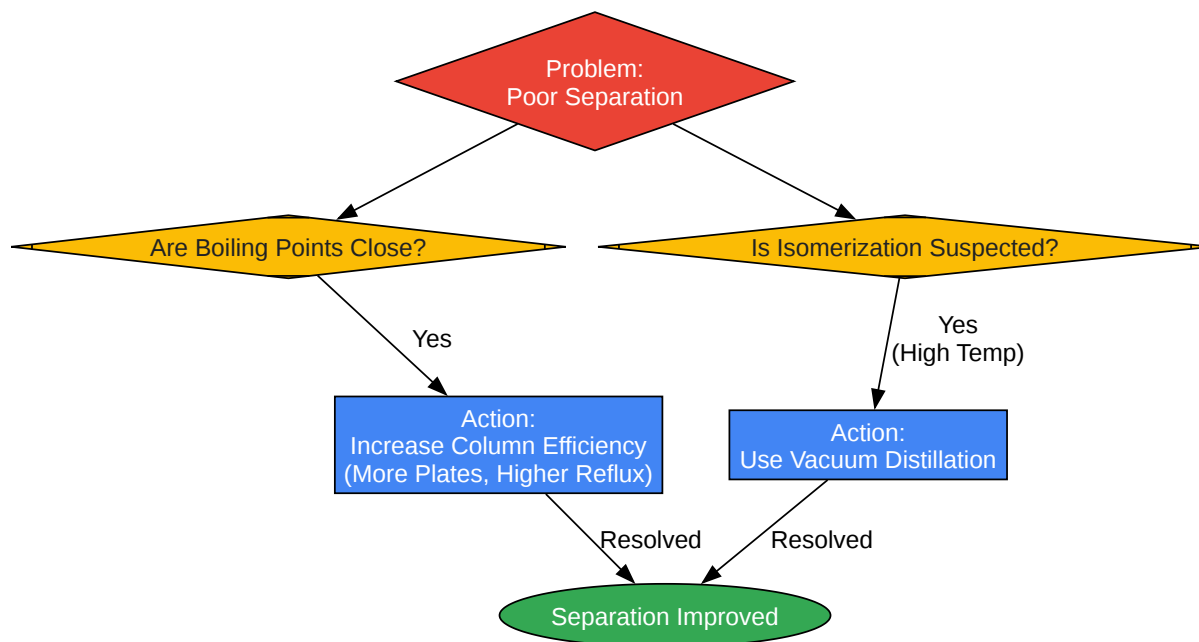 Problem:
Poor Separation
Are Boiling Points Close?
Is Isomerization Suspected?
Yes
Yes
(High Temp)
Action:
Increase Column Efficiency
(More Plates, Higher Reflux)
Action:
Use Vacuum Distillation
Resolved
Resolved
Separation Improved